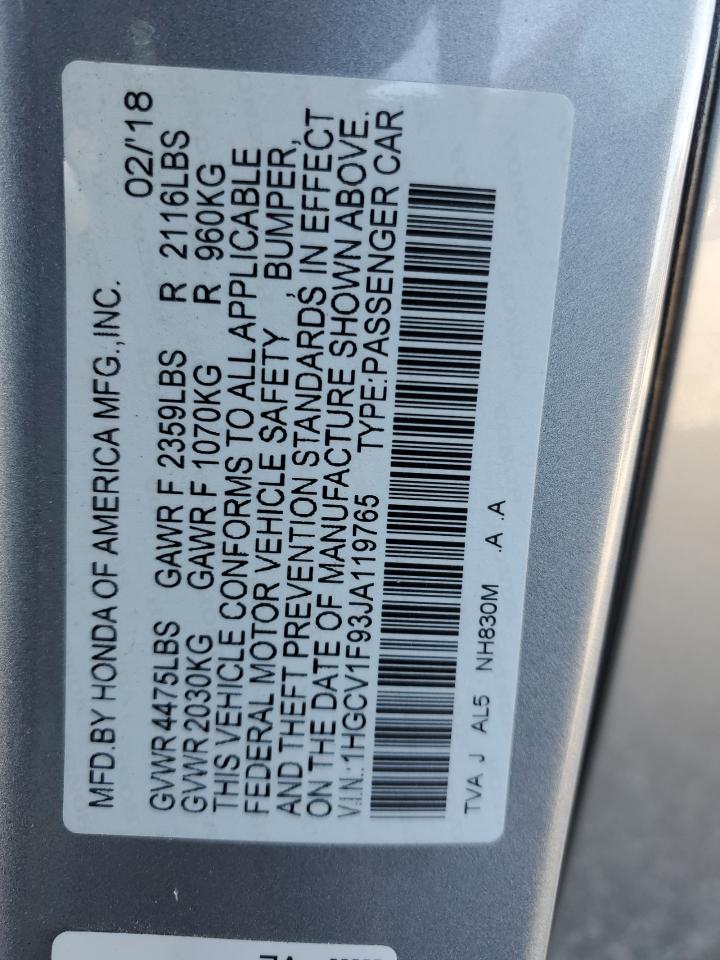 MFD.BY HONDA OF AMERICA MFG.,INC. 02/'18
GVWR 4475LBS GAWR F 2359LBS R 2116LBS
GVWR 2030KG GAWR F 1070KG R 960KG
THIS VEHICLE CONFORMS TO ALL APPLICABLE
FEDERAL MOTOR VEHICLE SAFETY , BUMPER,
AND THEFT PREVENTION STANDARDS, IN EFFECT
ON THE DATE OF MANUFACTURE SHOWN ABOVE.
V.I.N.:1HGCV1F93JA119765 TYPE:PASSENGER CAR
TVA J AL5 NH830M .A .A